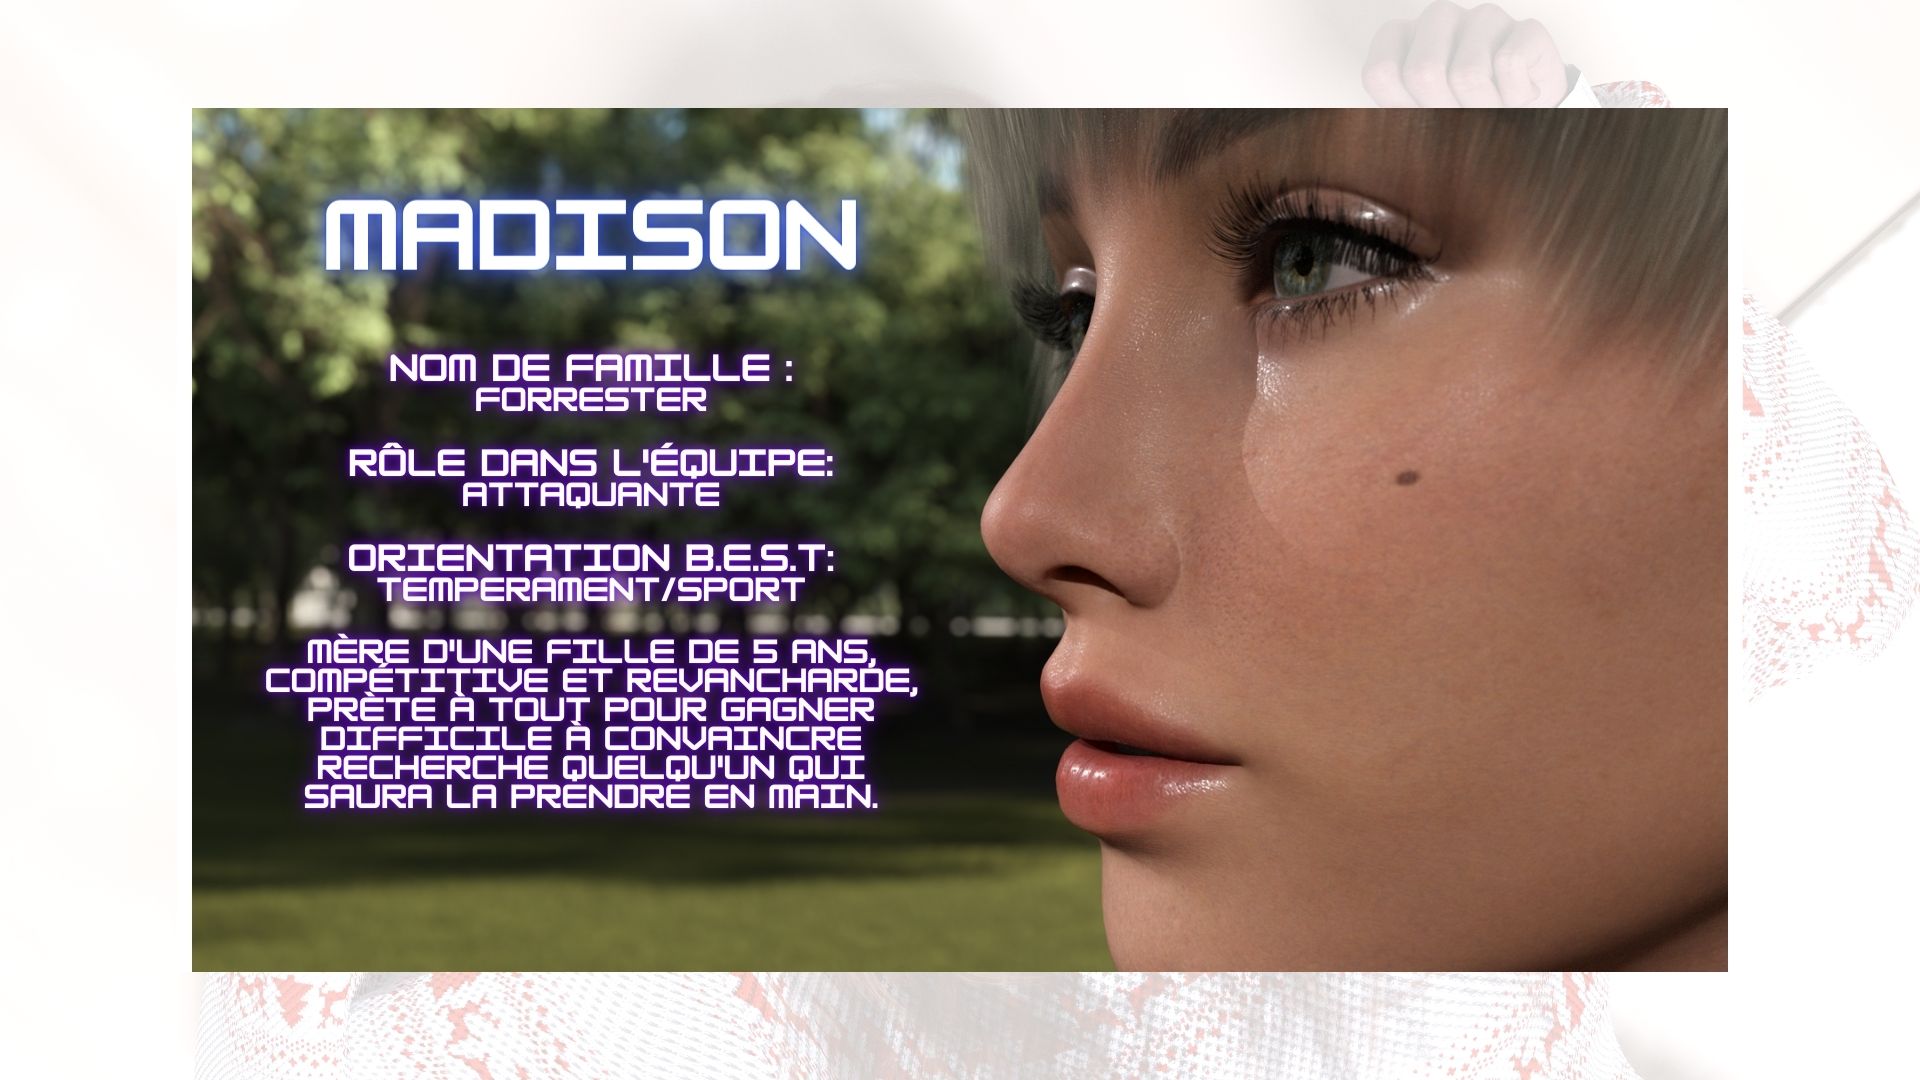 MADISON
NOM DE FAMILLE :
FORRESTER
RÔLE DANS L'ÉQUIPE:
ATTAQUANTE
ORIENTATION B.E.S.T:
TEMPERAMENT/SPORT
MÈRE D'UNE FILLE DE 5 ANS,
COMPÉTITIVE ET REVANCHARDE,
PRÈTE À TOUT POUR GAGNER
DIFFICILE À CONVAINCRE
RECHERCHE QUELQU'UN QUI
SAURA LA PRENDRE EN MAIN.